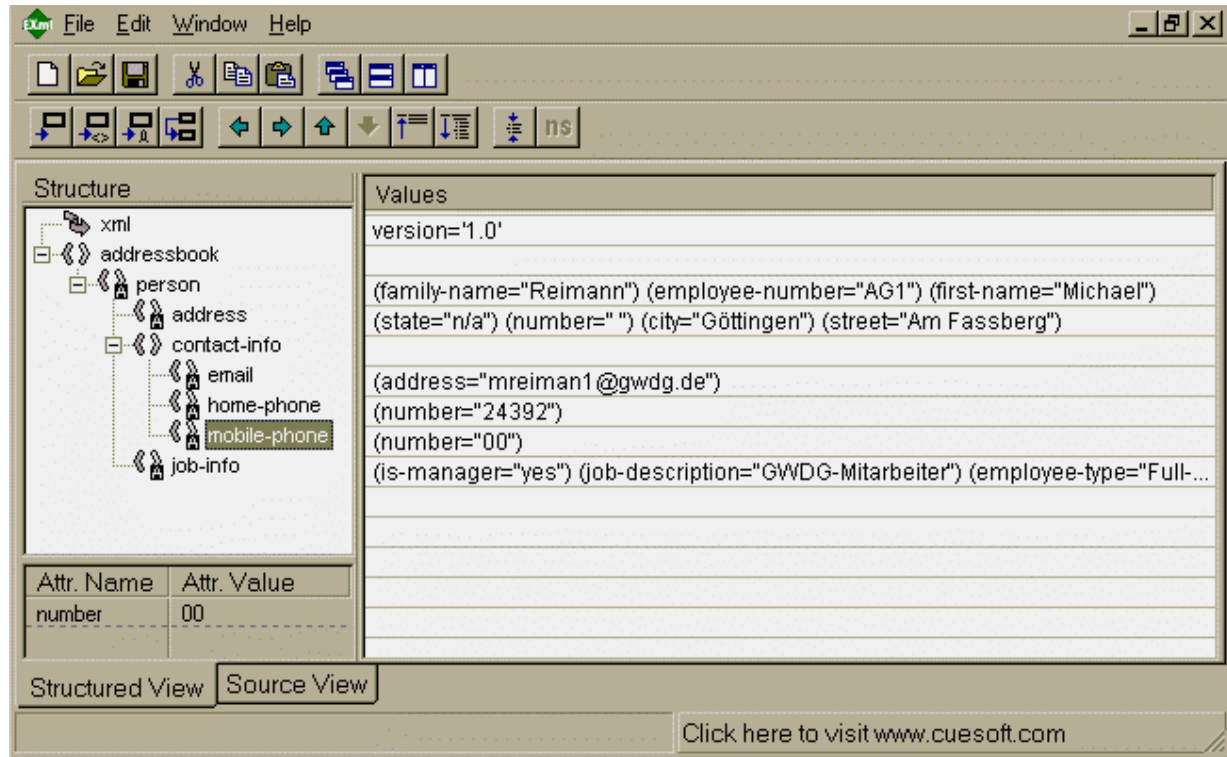 EXml File Edit Window Help
ns
Structure
Values
xml
version='1.0'
addressbook
person
(family-name="Reimann") (employee-number="AG1") (first-name="Michael")
address
(state="n/a") (number=" ") (city="Göttingen") (street="Am Fassberg")
contact-info
email
(address="mreiman1@gwdg.de")
home-phone
(number="24392")
mobile-phone
(number="00")
job-info
(is-manager="yes") (job-description="GWDG-Mitarbeiter") (employee-type="Full-...
Attr. Name Attr. Value
number 00
Structured View Source View
Click here to visit www.cuesoft.com